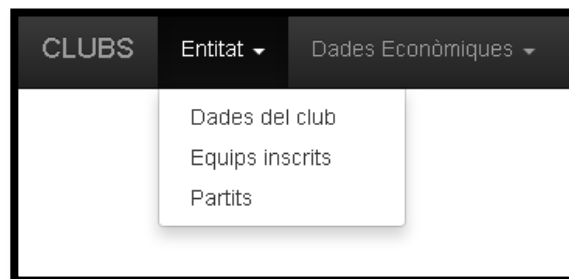 CLUBS Entitat Dades Econòmiques
Dades del club
Equips inscrits
Partits